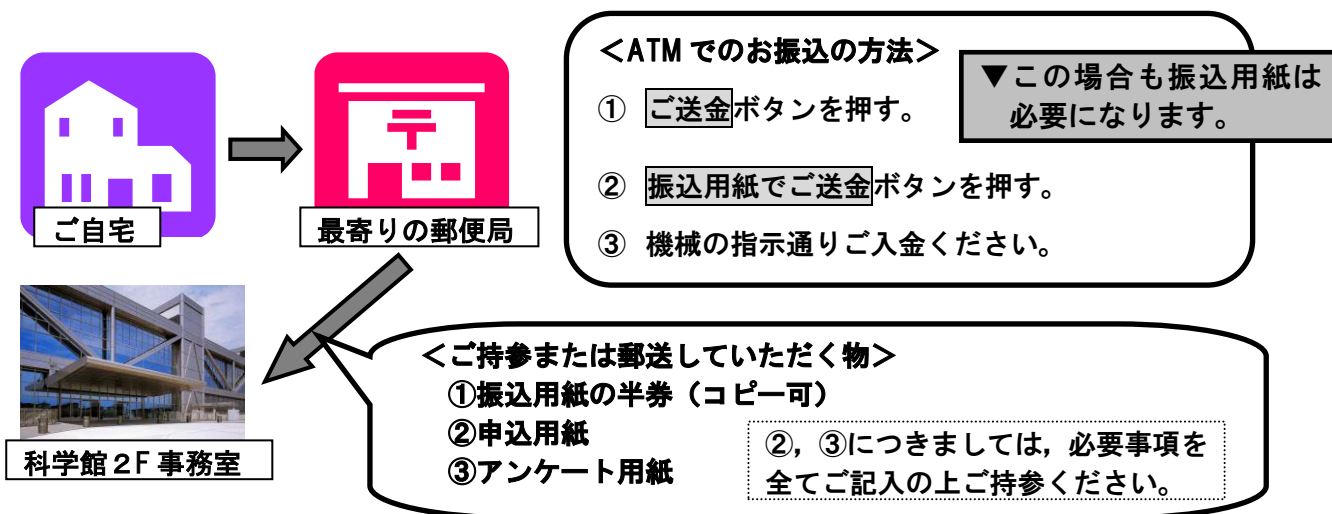 ご自宅
最寄りの郵便局
＜ATMでのお振込の方法＞
① ご送金ボタンを押す。
▼この場合も振込用紙は
必要になります。
② 振込用紙でご送金ボタンを押す。
③ 機械の指示通りご入金ください。
科学館２F事務室
＜ご持参または郵送していただく物＞
①振込用紙の半券（コピー可）
②申込用紙
③アンケート用紙
②，③につきましては，必要事項を
全てご記入の上ご持参ください。